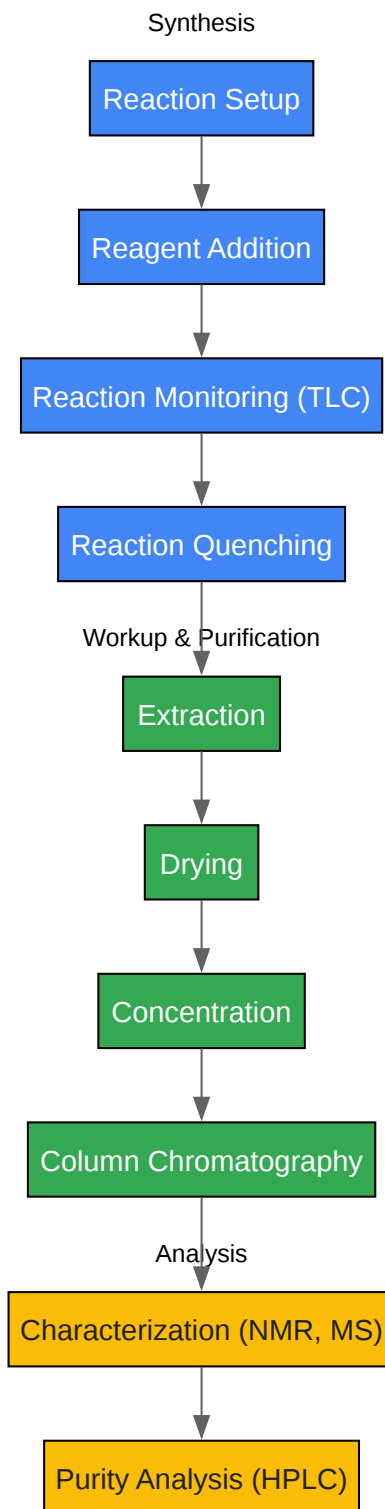 Synthesis
Reaction Setup
Reagent Addition
Reaction Monitoring (TLC)
Reaction Quenching
Workup & Purification
Extraction
Drying
Concentration
Column Chromatography
Analysis
Characterization (NMR, MS)
Purity Analysis (HPLC)